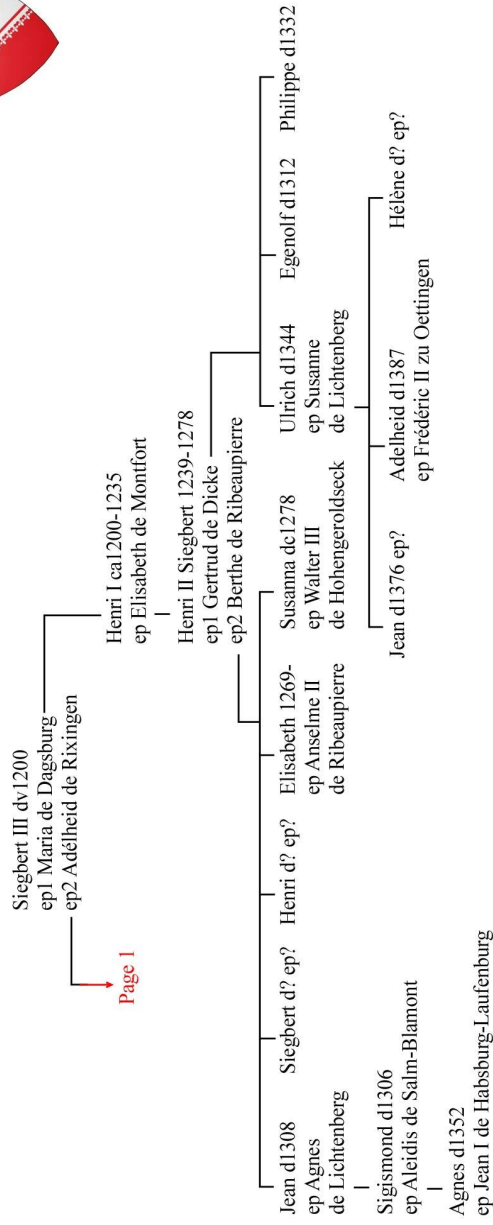 Siegbert III dv1200
ep1 Maria de Dagsburg
ep2 Adélheid de Rixingen
Page 1
Henri I ca1200-1235
ep Elisabeth de Montfort
Henri II Siegbert 1239-1278
ep1 Gertrud de Dicke
ep2 Berthe de Ribeaupierre
Jean d1308
ep Agnes
de Lichtenberg
Siegbert d? ep?
Henri d? ep?
Elisabeth 1269-
ep Anselme II
de Ribeaupierre
Susanna dc1278
ep Walter III
de Hohengeroldseck
Ulrich d1344
ep Susanne
de Lichtenberg
Egenolf d1312
Philippe d1332
Sigismond d1306
ep Aleidis de Salm-Blamont
Agnes d1352
ep Jean I de Habsburg-Laufenburg
Jean d1376 ep?
Adelheid d1387
ep Frédéric II zu Oettingen
Hélène d? ep?